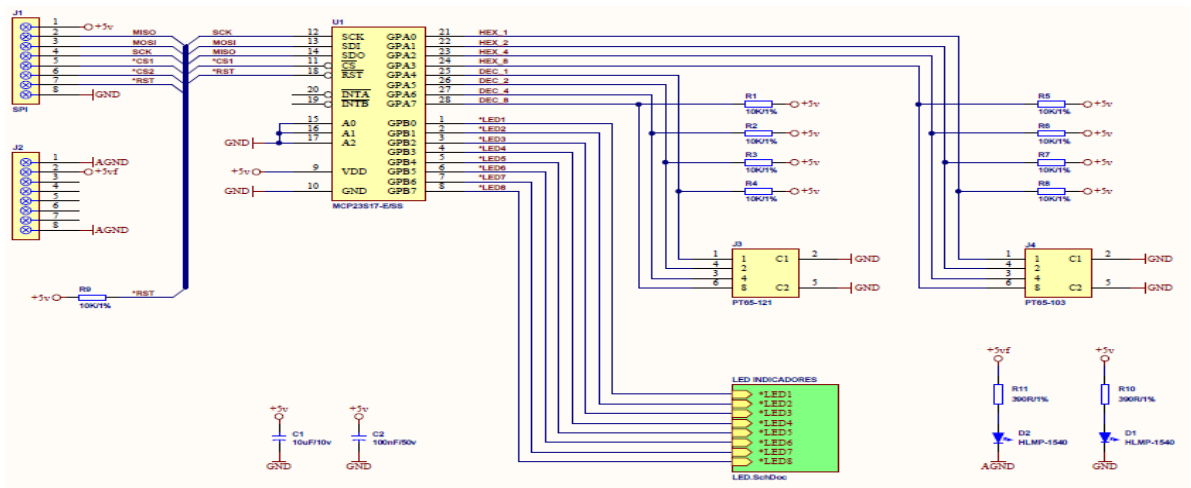 J1
1 +5v
2 MISO
3 MOSI
4 SCK
5 *CS1
6 *CS2
7 *RST
8 GND
SPI
J2
1 AGND
2 +5vf
3
4
5
6
7
8 AGND
+5v R9 *RST
10K/1%
U1
SCK 12 SCK GPA0 21 HEX_1
MOSI 13 SDI GPA1 22 HEX_2
MISO 14 SDO GPA2 23 HEX_4
*CS1 11 CS GPA3 24 HEX_8
*RST 18 RST GPA4 25 DEC_1
GPA5 26 DEC_2
20 INTA GPA6 27 DEC_4
19 INTB GPA7 28 DEC_8
15 A0 GPB0 1 *LED1
16 A1 GPB1 2 *LED2
GND 17 A2 GPB2 3 *LED3
GPB3 4 *LED4
GPB4 5 *LED5
+5v 9 VDD GPB5 6 *LED6
GPB6 7 *LED7
GND 10 GND GPB7 8 *LED8
MCP23S17-E/SS
R1 +5v
10K/1%
R2 +5v
10K/1%
R3 +5v
10K/1%
R4 +5v
10K/1%
R5 +5v
10K/1%
R6 +5v
10K/1%
R7 +5v
10K/1%
R8 +5v
10K/1%
J3
1 1 C1 2 GND
4 2
3 4
6 8 C2 5 GND
PT65-121
J4
1 1 C1 2 GND
4 2
3 4
6 8 C2 5 GND
PT65-103
LED INDICADORES
*LED1
*LED2
*LED3
*LED4
*LED5
*LED6
*LED7
*LED8
LED.SchDoc
+5v
C1
10uF/10v
GND
+5v
C2
100nF/50v
GND
+5vf
R11
390R/1%
D2
HLMP-1540
AGND
+5v
R10
390R/1%
D1
HLMP-1540
GND